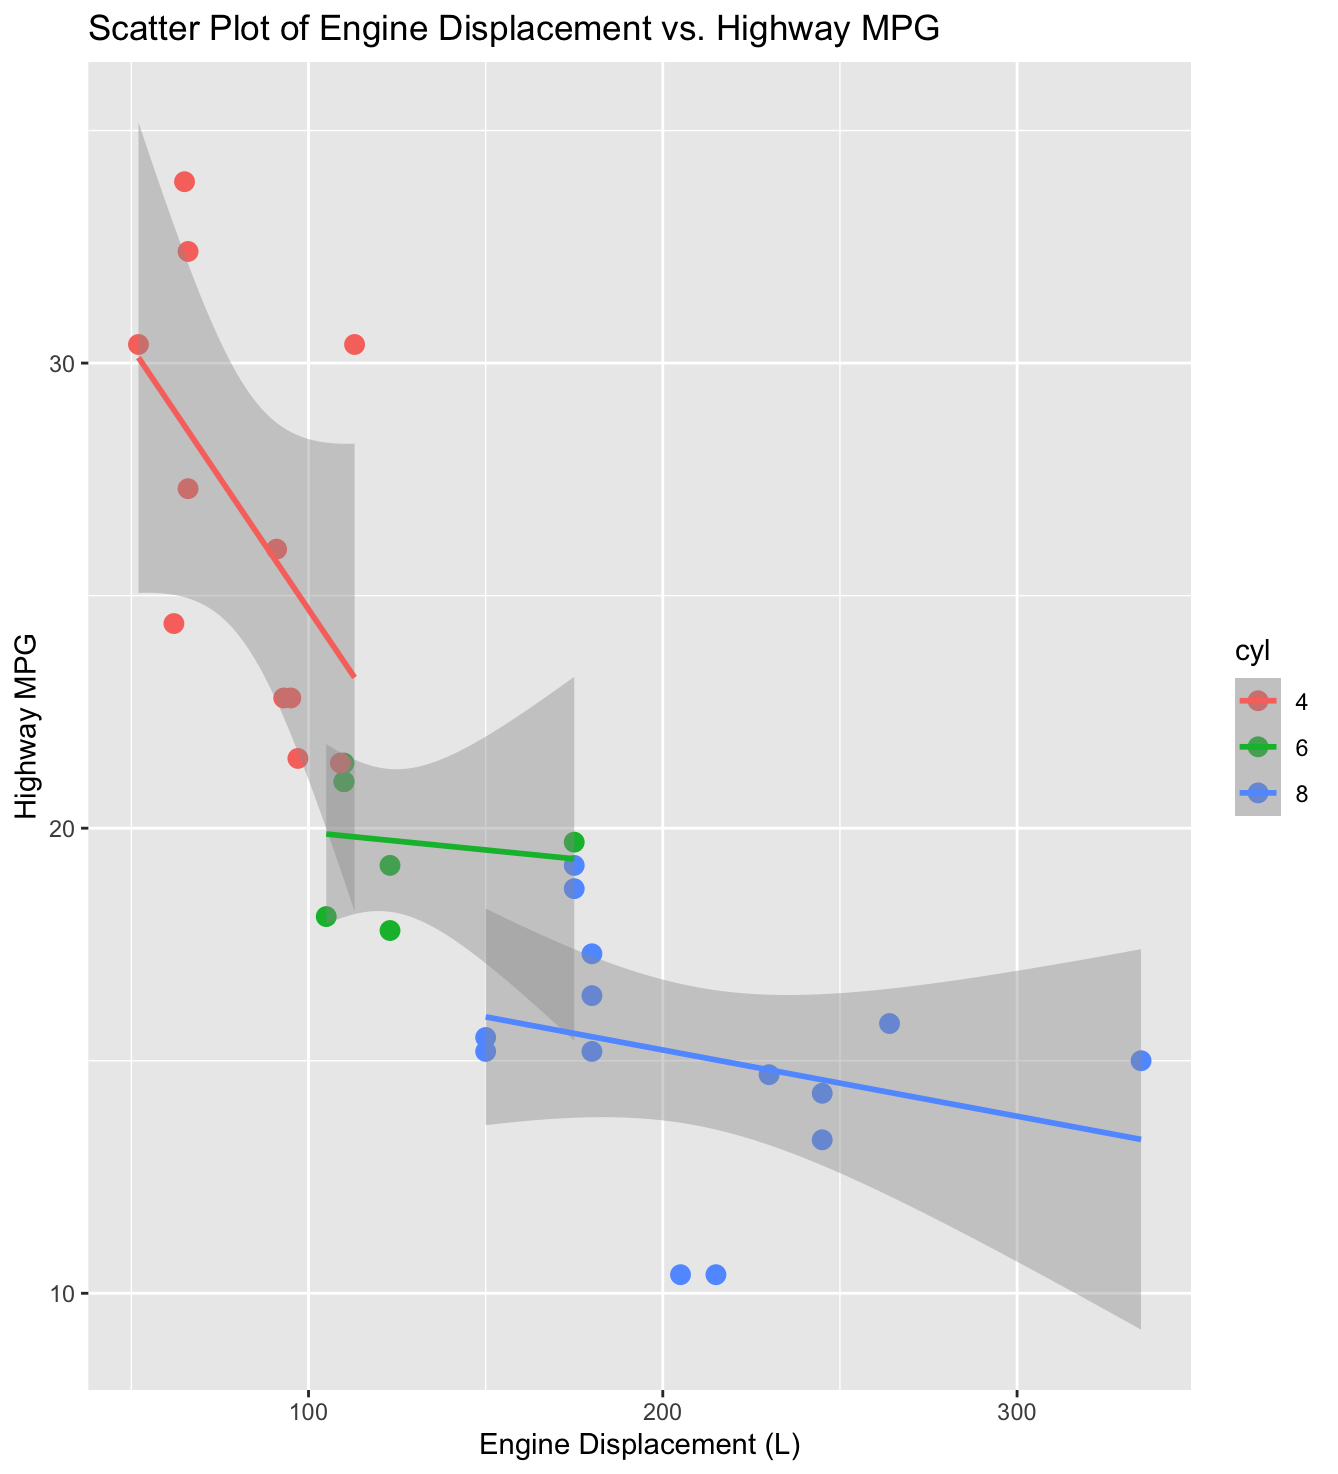 Scatter Plot of Engine Displacement vs. Highway MPG
Highway MPG
30
20
10
100
200
300
Engine Displacement (L)
cyl
4
6
8